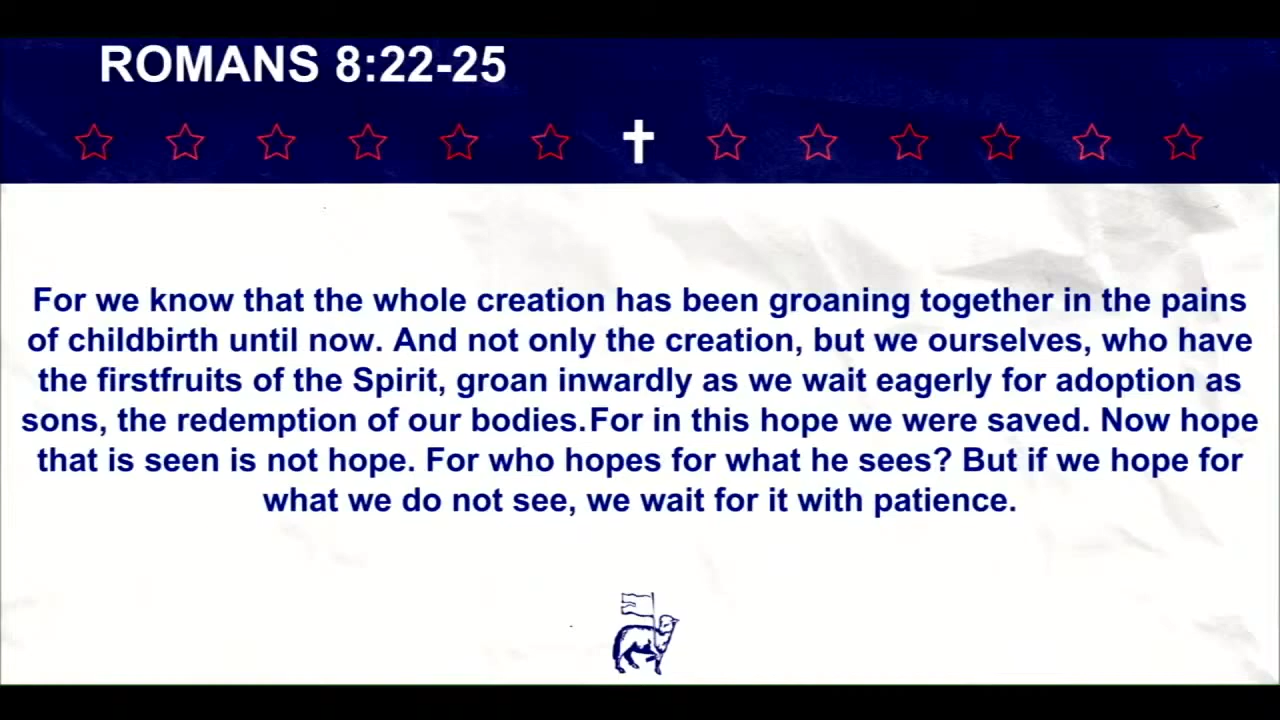 ROMANS 8:22-25
For we know that the whole creation has been groaning together in the pains
of childbirth until now. And not only the creation, but we ourselves, who have
the firstfruits of the Spirit, groan inwardly as we wait eagerly for adoption as
sons, the redemption of our bodies.For in this hope we were saved. Now hope
that is seen is not hope. For who hopes for what he sees? But if we hope for
what we do not see, we wait for it with patience.